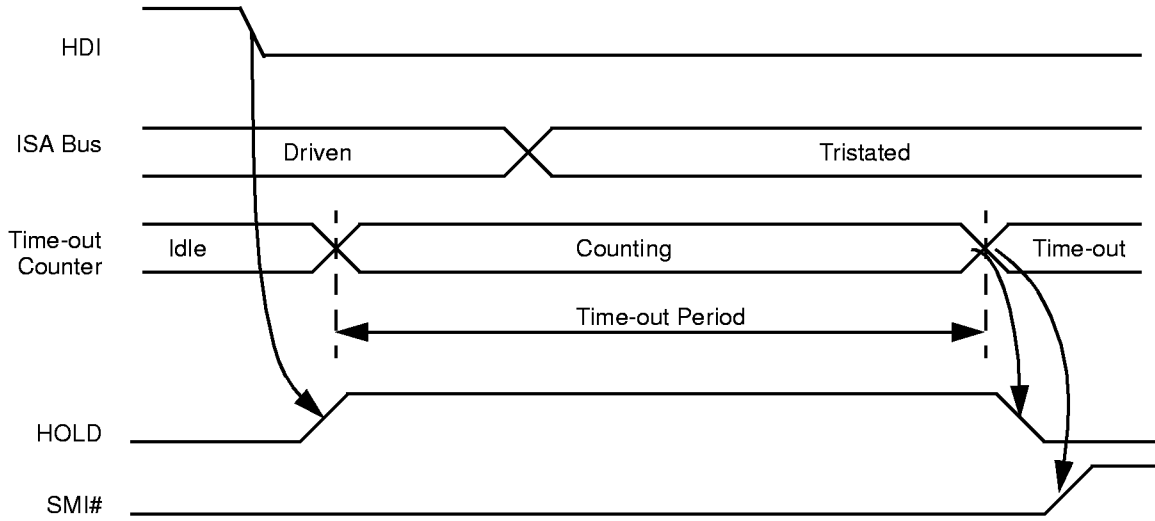 HDI
ISA Bus
Driven
Tristated
Time-out
Counter
Idle
Counting
Time-out
Time-out Period
HOLD
SMI#